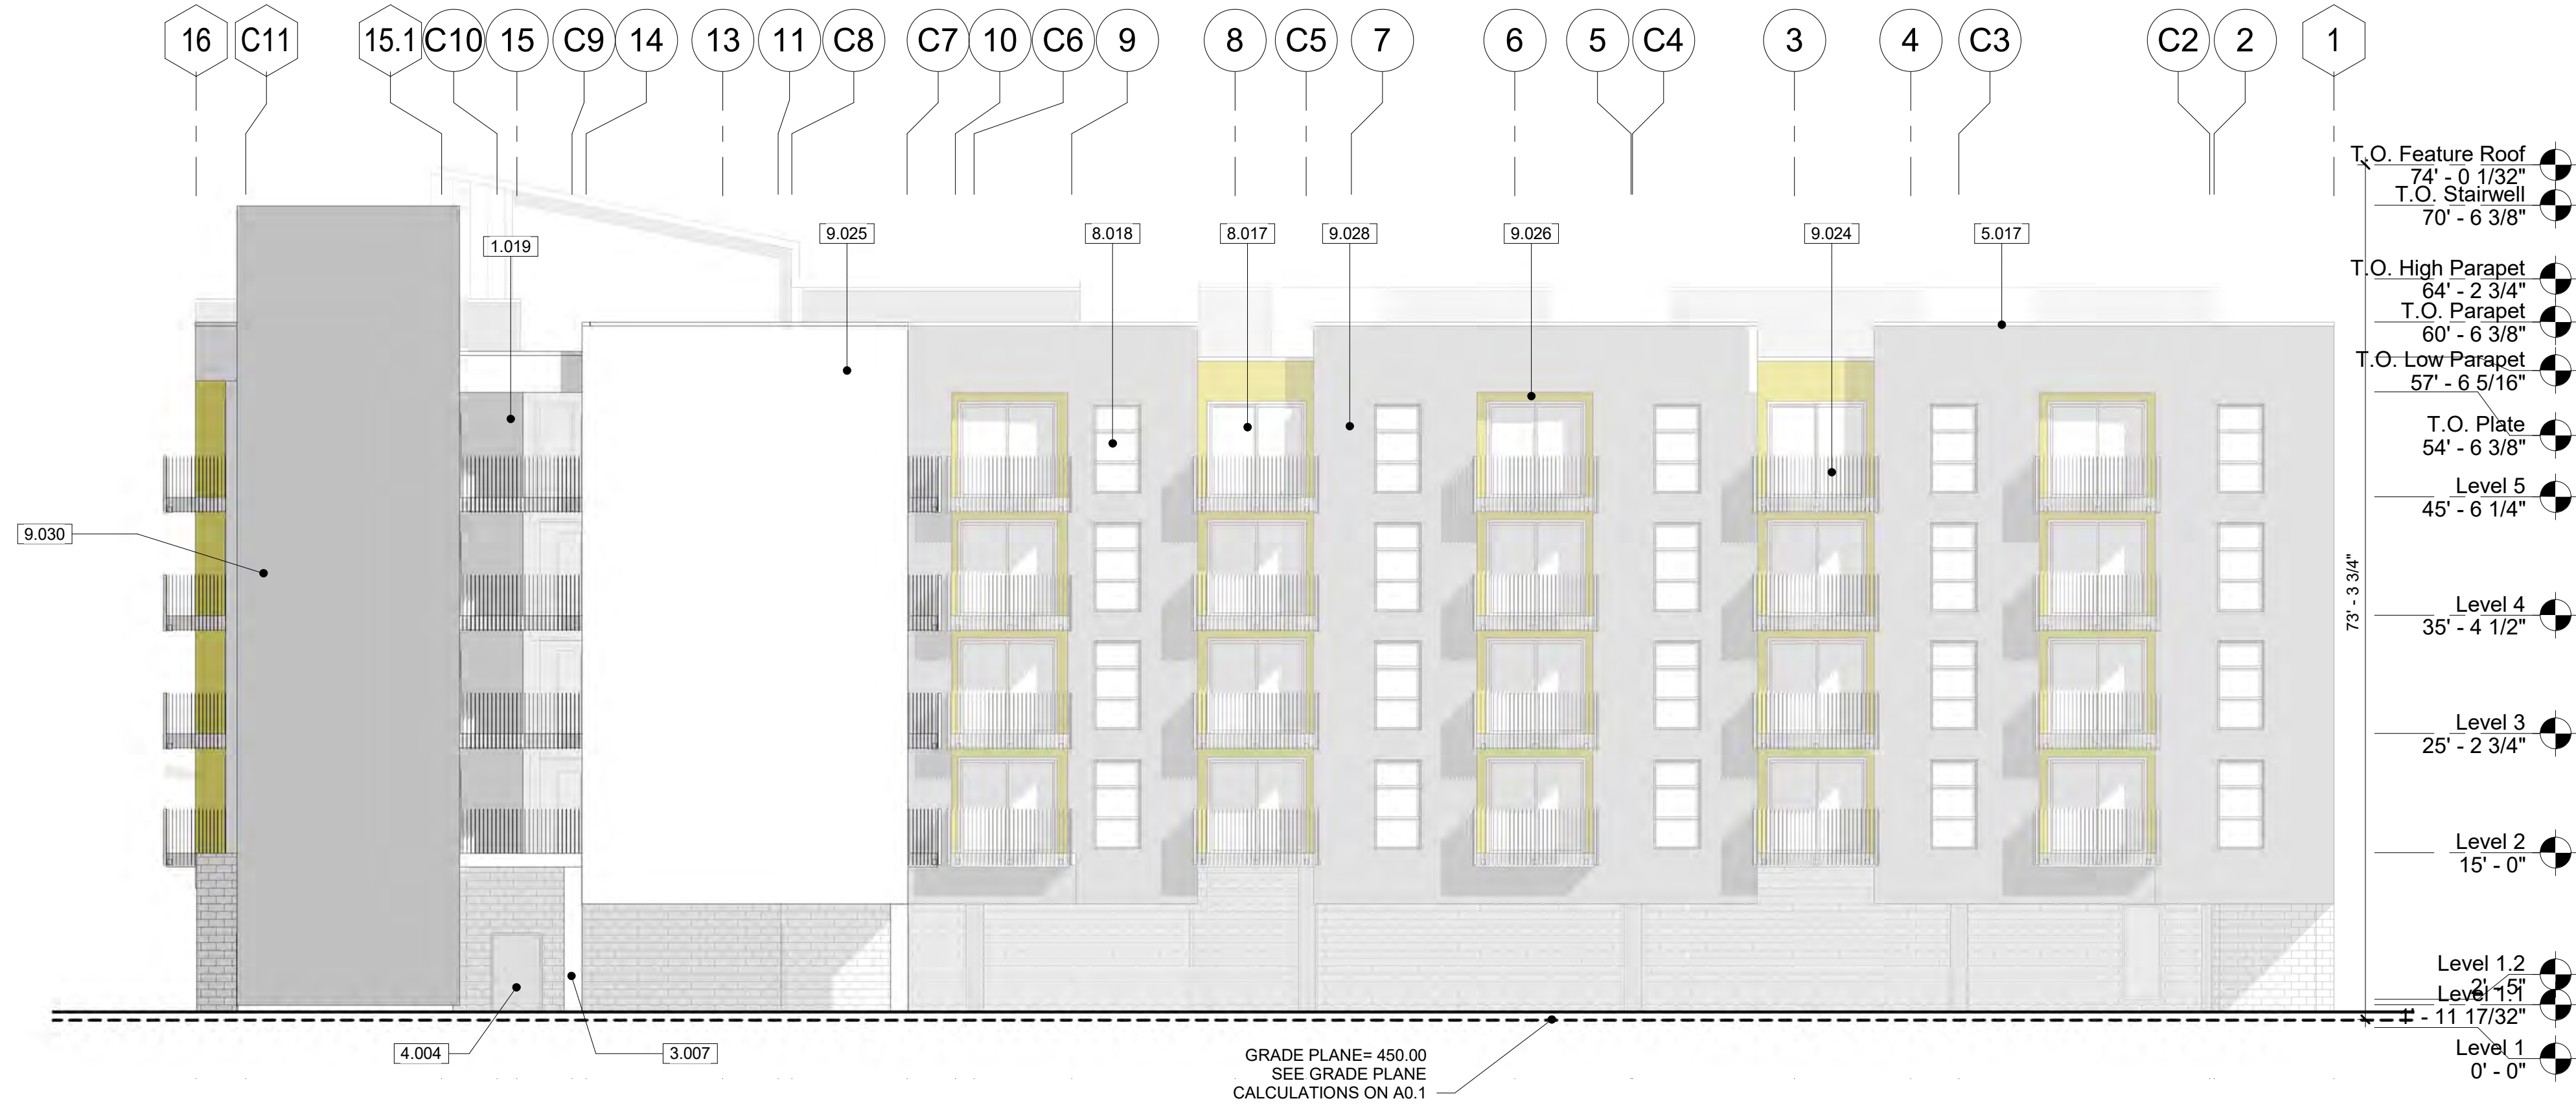 16
C11
15.1
C10
15
C9
14
13
11
C8
C7
10
C6
9
8
C5
7
6
5
C4
3
4
C3
C2
2
1
T.O. Feature Roof
74' - 0 1/32"
T.O. Stairwell
70' - 6 3/8"
1.019
9.025
8.018
8.017
9.028
9.026
9.024
5.017
T.O. High Parapet
64' - 2 3/4"
T.O. Parapet
60' - 6 3/8"
T.O. Low Parapet
57' - 6 5/16"
T.O. Plate
54' - 6 3/8"
Level 5
45' - 6 1/4"
9.030
73' - 3 3/4"
Level 4
35' - 4 1/2"
Level 3
25' - 2 3/4"
Level 2
15' - 0"
Level 1.2
2' - 5"
Level 1.1
1' - 11 17/32"
4.004
3.007
GRADE PLANE= 450.00
SEE GRADE PLANE
CALCULATIONS ON A0.1
Level 1
0' - 0"